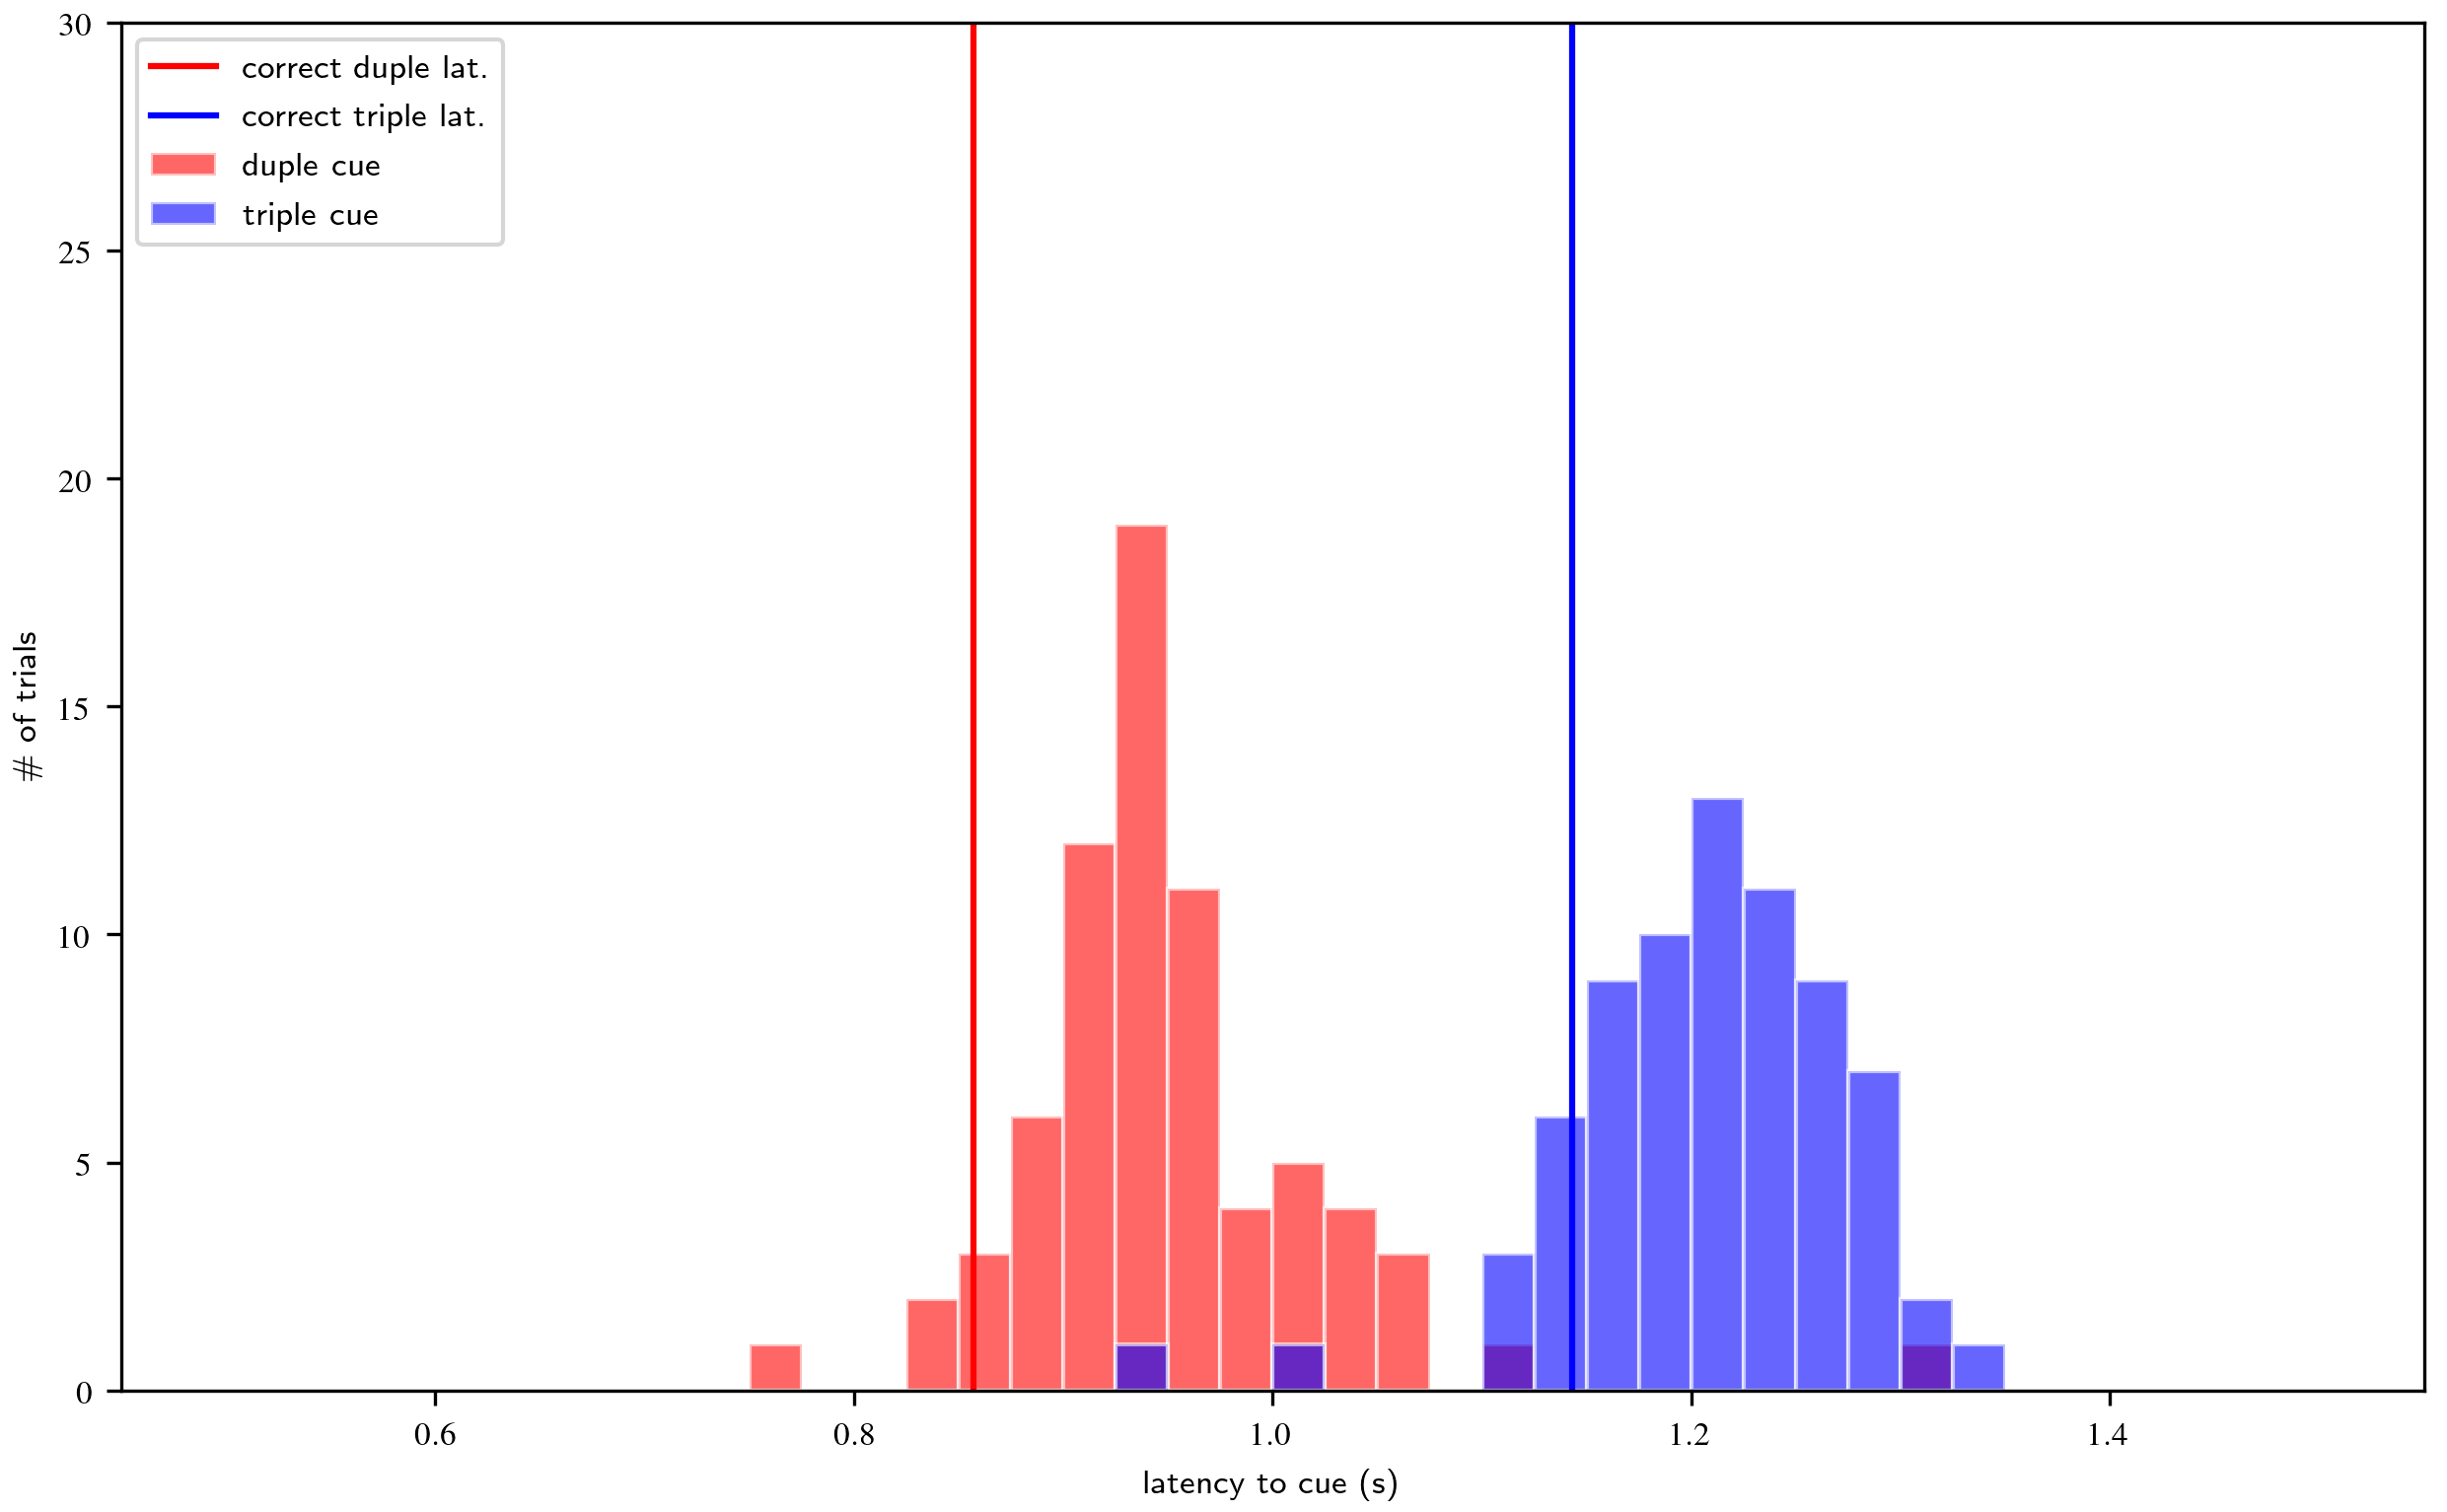 correct duple lat.
correct triple lat.
duple cue
triple cue
30
25
20
15
10
5
0
# of trials
0.6
0.8
1.0
1.2
1.4
latency to cue (s)